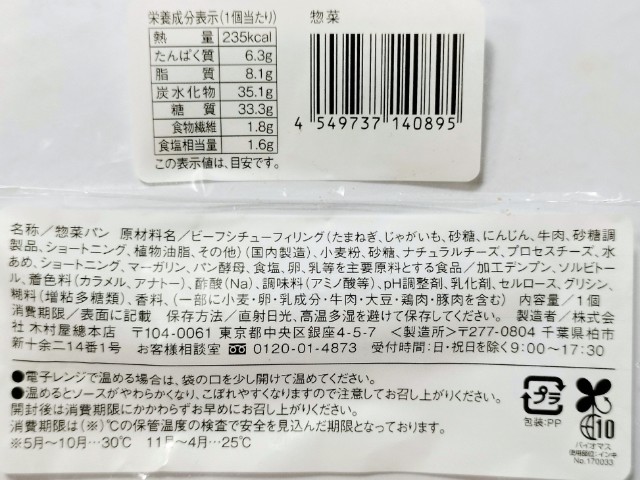 栄養成分表示(1個当たり)
熱量 235kcal
たんぱく質 6.3g
脂質 8.1g
炭水化物 35.1g
糖質 33.3g
食物繊維 1.8g
食塩相当量 1.6g
この表示値は、目安です。
惣菜
4 549737 140895
名称/惣菜パン 原材料名/ビーフシチューフィリング(たまねぎ、じゃがいも、砂糖、にんじん、牛肉、砂糖調
製品、ショートニング、植物油脂、その他)(国内製造)、小麦粉、砂糖、ナチュラルチーズ、プロセスチーズ、水
あめ、ショートニング、マーガリン、パン酵母、食塩、卵、乳等を主要原料とする食品/加工デンプン、ソルビトー
ル、着色料(カラメル、アナトー)、酢酸(Na)、調味料(アミノ酸等)、pH調整剤、乳化剤、セルロース、グリシン、
糊料(増粘多糖類)、香料、(一部に小麦・卵・乳成分・牛肉・大豆・鶏肉・豚肉を含む) 内容量/1個
消費期限/表面に記載 保存方法/直射日光、高温多湿を避けて保存してください。 製造者/株式会
社 木村屋總本店 〒104-0061 東京都中央区銀座4-5-7 <製造所>〒277-0804 千葉県柏市
新十余二14番1号 お客様相談室 0120-01-4873 受付時間:日・祝日を除く9:00~17:30
●電子レンジで温める場合は、袋の口を少し開けて温めてください。
●温めるとソースがやわらかくなり、こぼれやすくなりますので注意してお召し上がりください。
開封後は消費期限にかかわらずお早めにお召し上がりください。
消費期限は(※)℃の保管温度の検査で安全を見込んだ期限となっております。
※5月~10月…30℃ 11月~4月…25℃
プラ
包装:PP
10
バイオマス
使用部位:インキ
No.170033